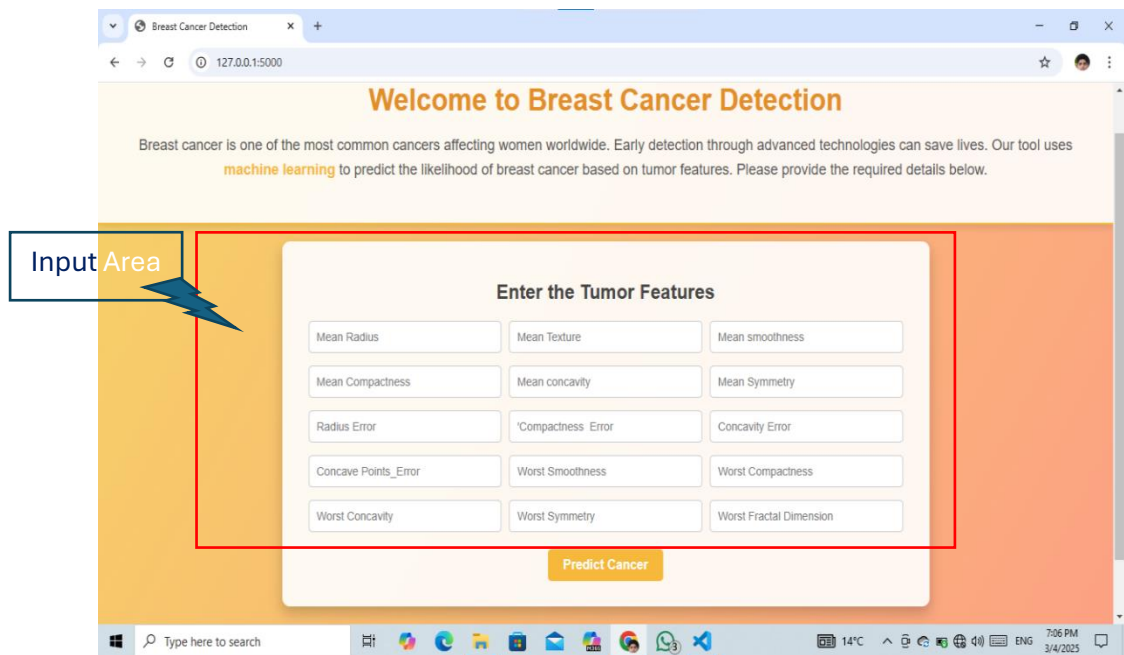 Breast Cancer Detection
127.0.0.1:5000
Welcome to Breast Cancer Detection
Breast cancer is one of the most common cancers affecting women worldwide. Early detection through advanced technologies can save lives. Our tool uses
machine learning to predict the likelihood of breast cancer based on tumor features. Please provide the required details below.
Input Area
Enter the Tumor Features
Mean Radius Mean Texture Mean smoothness
Mean Compactness Mean concavity Mean Symmetry
Radius Error 'Compactness Error Concavity Error
Concave Points_Error Worst Smoothness Worst Compactness
Worst Concavity Worst Symmetry Worst Fractal Dimension
Predict Cancer
Type here to search 14°C ENG 7:06 PM
3/4/2025